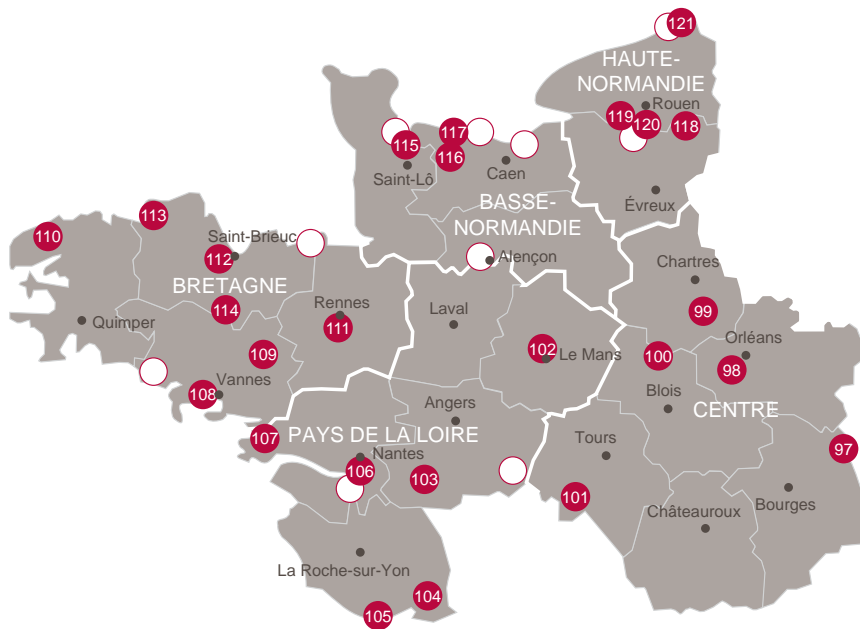 121
HAUTE-
NORMANDIE
Rouen
119
120
118
117
115
116
Saint-Lô
Caen
Évreux
BASSE-
NORMANDIE
113
110
Saint-Brieuc
112
Alençon
Chartres
BRETAGNE
114
Rennes
111
Laval
99
Quimper
109
102
Le Mans
100
Orléans
98
108
Vannes
Blois
CENTRE
Angers
107
PAYS DE LA LOIRE
Tours
97
Nantes
106
103
101
Bourges
Châteauroux
La Roche-sur-Yon
104
105